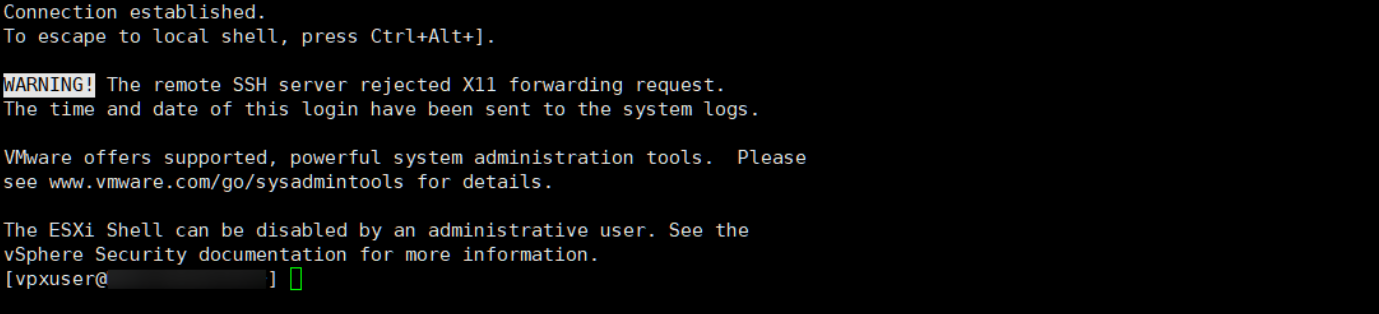 Connection established.
To escape to local shell, press Ctrl+Alt+].
WARNING! The remote SSH server rejected X11 forwarding request.
The time and date of this login have been sent to the system logs.
VMware offers supported, powerful system administration tools.  Please
see www.vmware.com/go/sysadmintools for details.
The ESXi Shell can be disabled by an administrative user. See the
vSphere Security documentation for more information.
[vpxuser@ ]